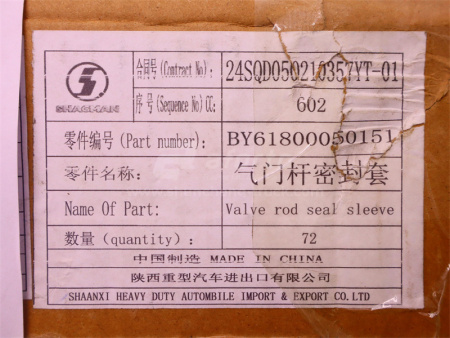 SHACMAN
合同号(Contract No):
24SQD050210357YT-01
序号(Sequence No)CC:
602
零件编号(Part number):
BY61800050151
零件名称:
气门杆密封套
Name Of Part:
Valve rod seal sleeve
数量(quantity):
72
中国制造 MADE IN CHINA
陕西重型汽车进出口有限公司
SHAANXI HEAVY DUTY AUTOMBILE IMPORT & EXPORT CO.LTD